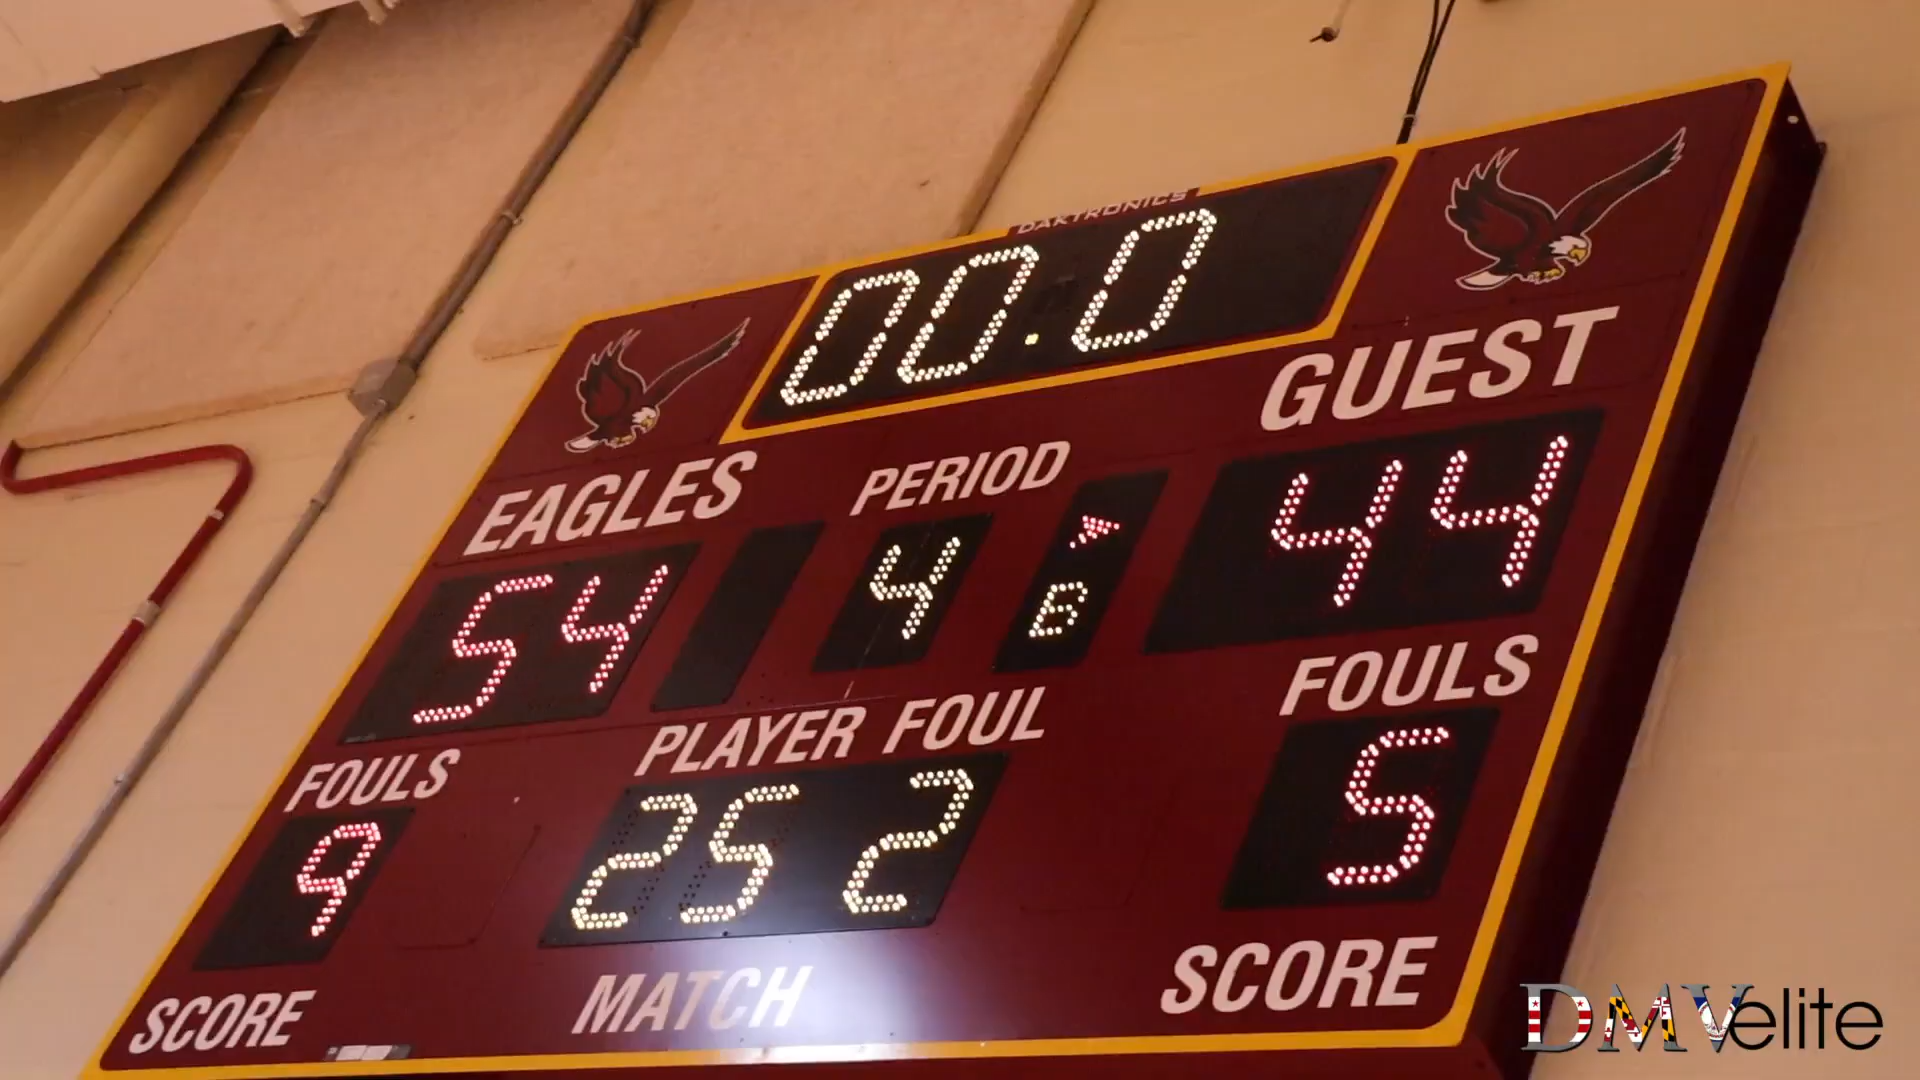 DAKTRONICS
00.0
EAGLES PERIOD GUEST
54 4 B 44
FOULS PLAYER FOUL FOULS
9 25 2 5
SCORE MATCH SCORE
DMVelite